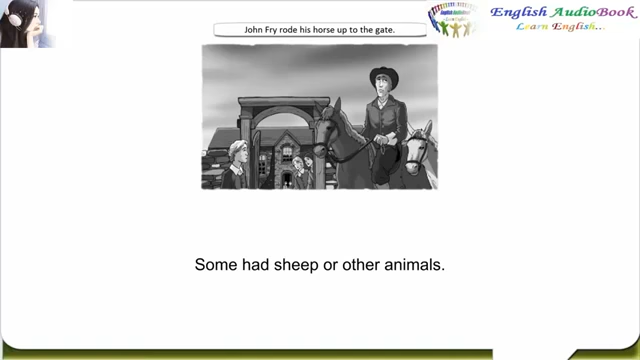 John Fry rode his horse up to the gate.
English AudioBook
Learn English...
Some had sheep or other animals.